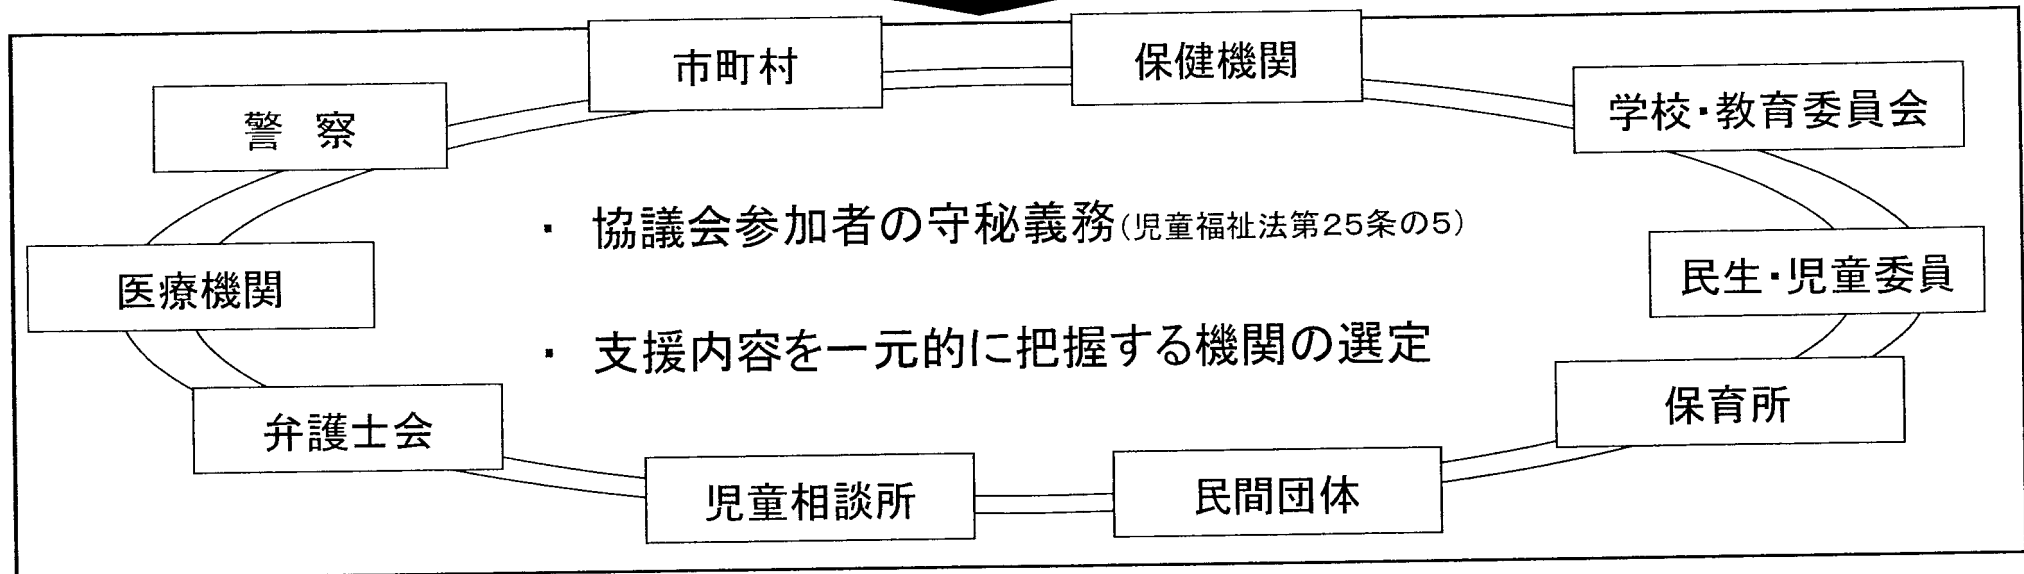 市町村
保健機関
警　察
学校・教育委員会
・ 協議会参加者の守秘義務(児童福祉法第25条の5)
医療機関
民生・児童委員
・ 支援内容を一元的に把握する機関の選定
弁護士会
保育所
児童相談所
民間団体